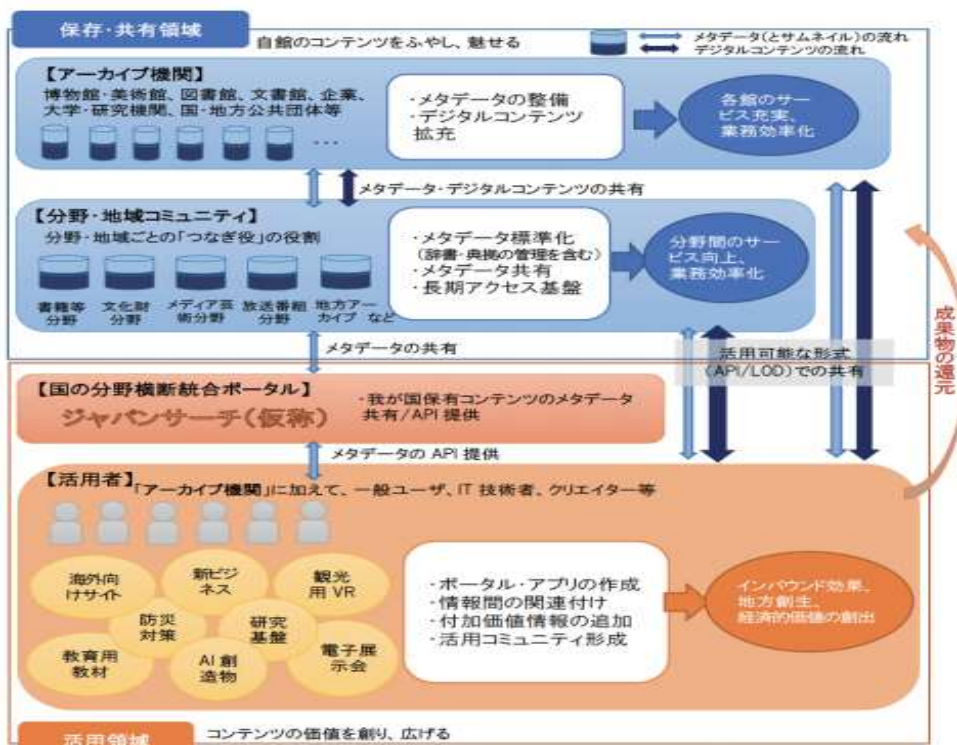 保存・共有領域
自館のコンテンツをふやし、魅せる
メタデータ(とサムネイル)の流れ
デジタルコンテンツの流れ
【アーカイブ機関】
博物館・美術館、図書館、文書館、企業、
大学・研究機関、国・地方公共団体等
…
・メタデータの整備
・デジタルコンテンツ
拡充
各館のサー
ビス充実、
業務効率化
メタデータ・デジタルコンテンツの共有
【分野・地域コミュニティ】
分野・地域ごとの「つなぎ役」の役割
書籍等
分野
文化財
分野
メディア芸
術分野
放送番組
分野
地方アー
カイブ など
・メタデータ標準化
(辞書・典拠の管理を含む)
・メタデータ共有
・長期アクセス基盤
分野間のサー
ビス向上、
業務効率化
メタデータの共有
活用可能な形式
(API/LOD)での共有
成果物の還元
【国の分野横断統合ポータル】
ジャパンサーチ(仮称)
・我が国保有コンテンツのメタデータ
共有/API 提供
メタデータの API 提供
【活用者】
「アーカイブ機関」に加えて、一般ユーザ、IT 技術者、クリエイター等
海外向
けサイト
新ビジ
ネス
観光
用 VR
防災
対策
研究
基盤
教育用
教材
AI 創
造物
電子展
示会
・ポータル・アプリの作成
・情報間の関連付け
・付加価値情報の追加
・活用コミュニティ形成
インバウンド効果、
地方創生、
経済的価値の創出
活用領域
コンテンツの価値を創り、広げる